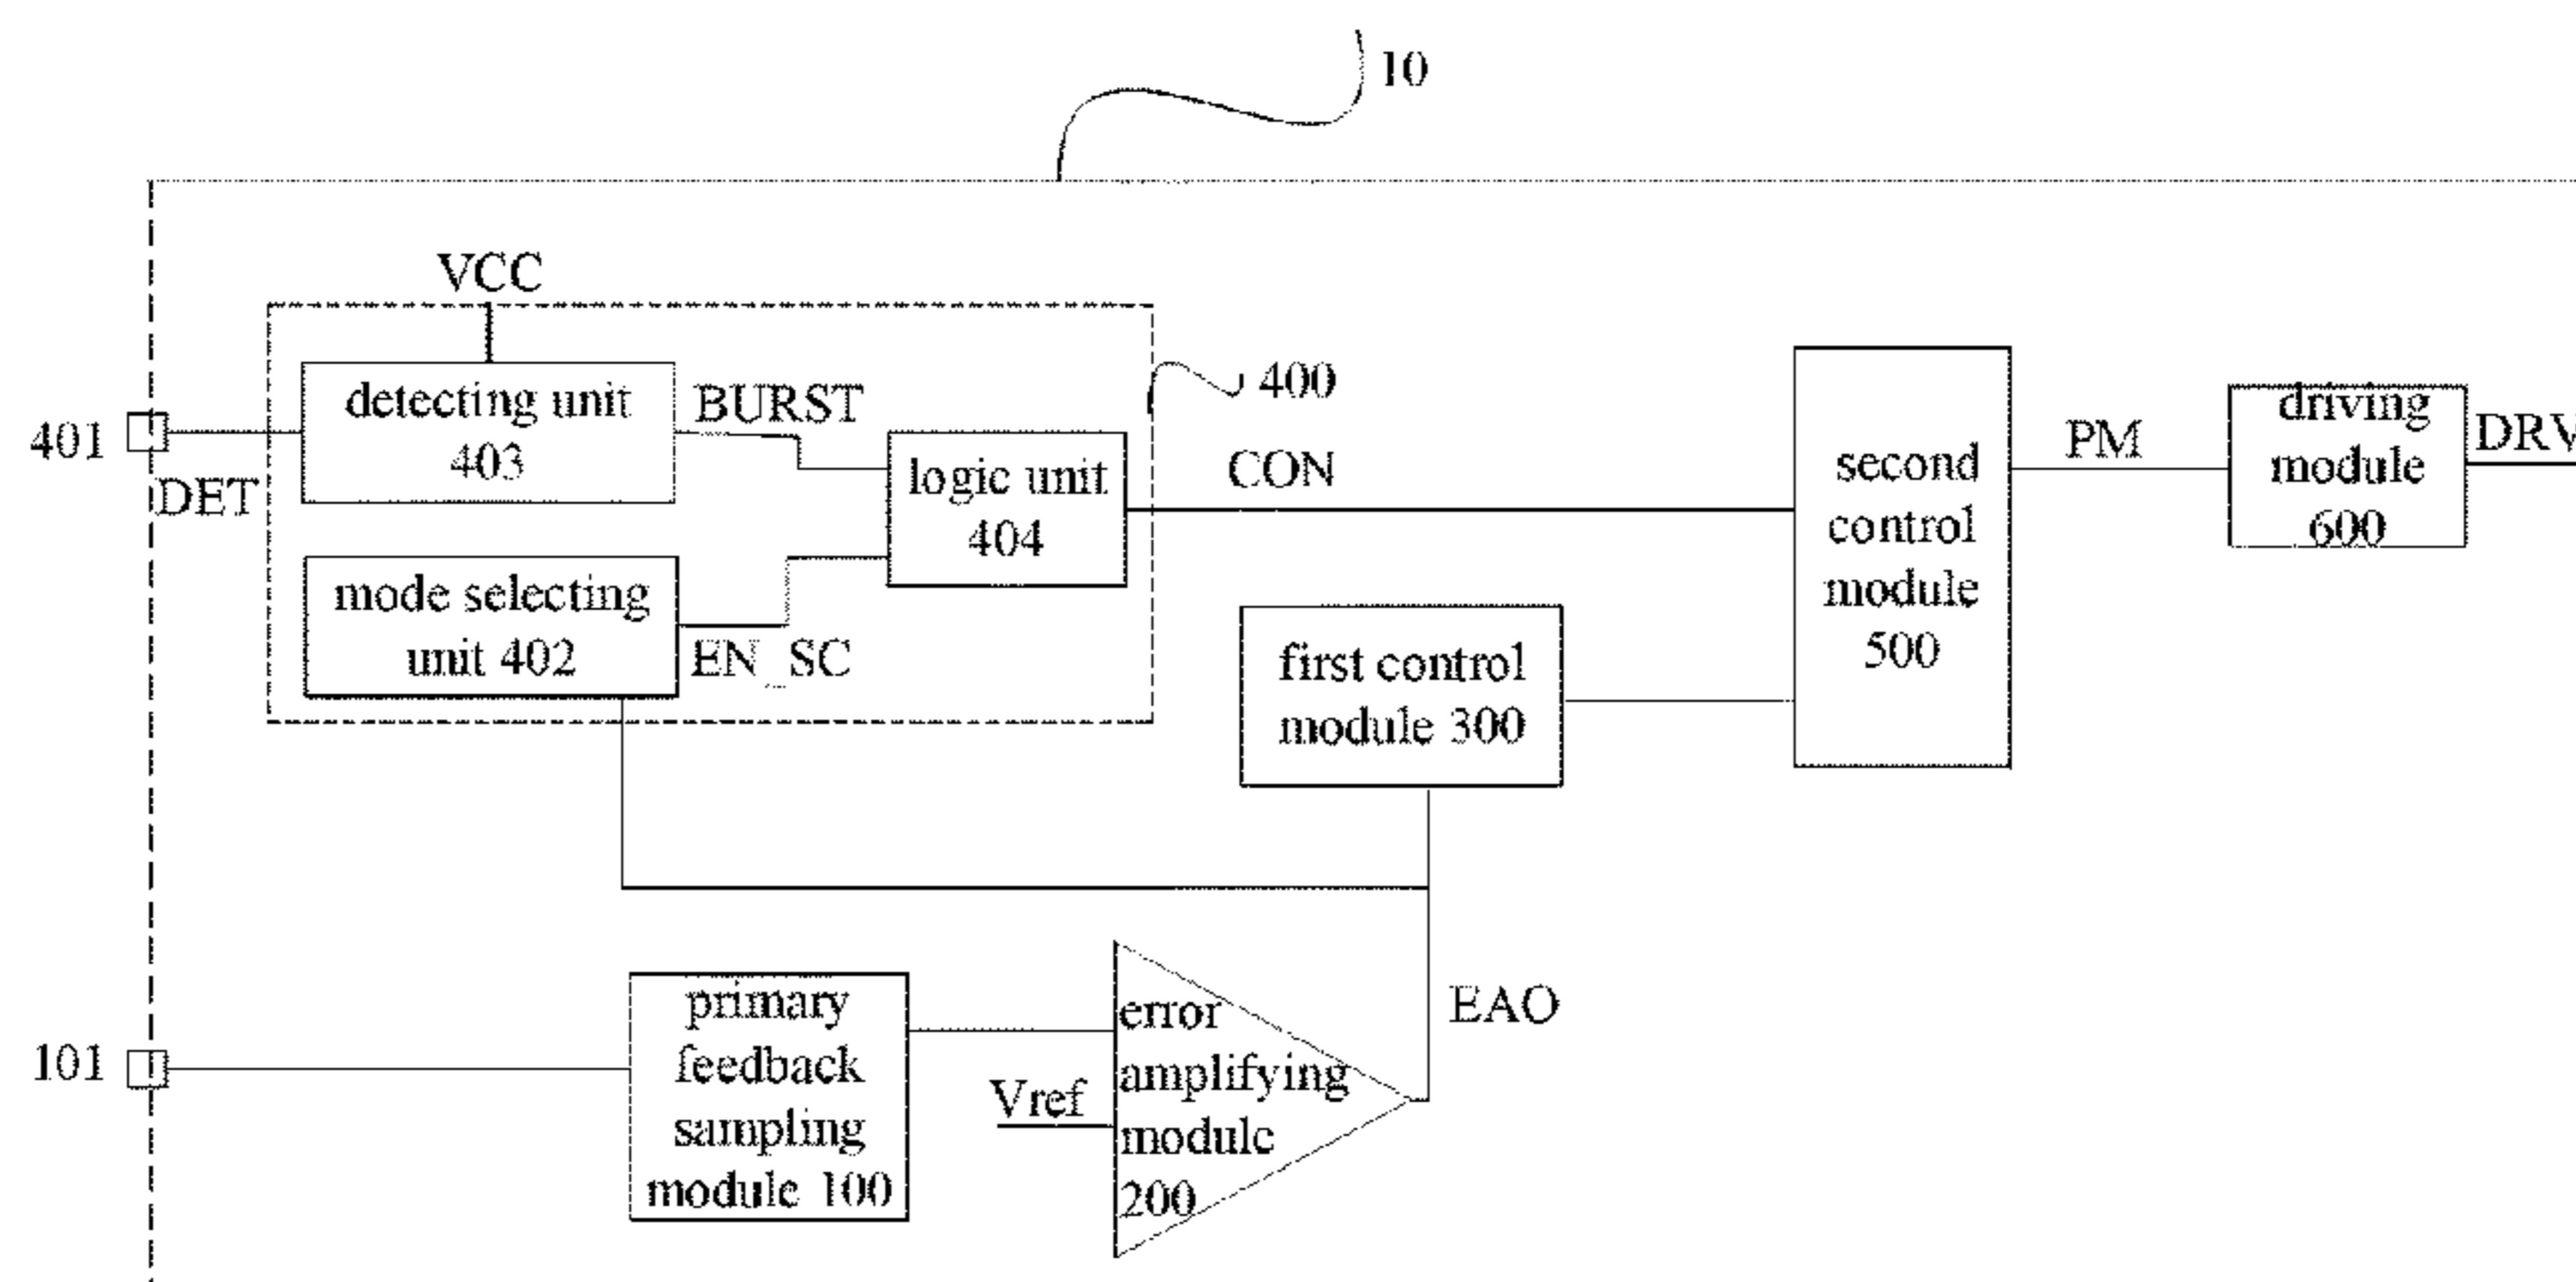 10
VCC
detecting unit
403
BURST
400
401
DET
logic unit
404
CON
mode selecting
unit 402
EN_SC
first control
module 300
second
control
module
500
PM
driving
module
600
DRV
primary
feedback
sampling
module 100
101
Vref
error
amplifying
module
200
EAO